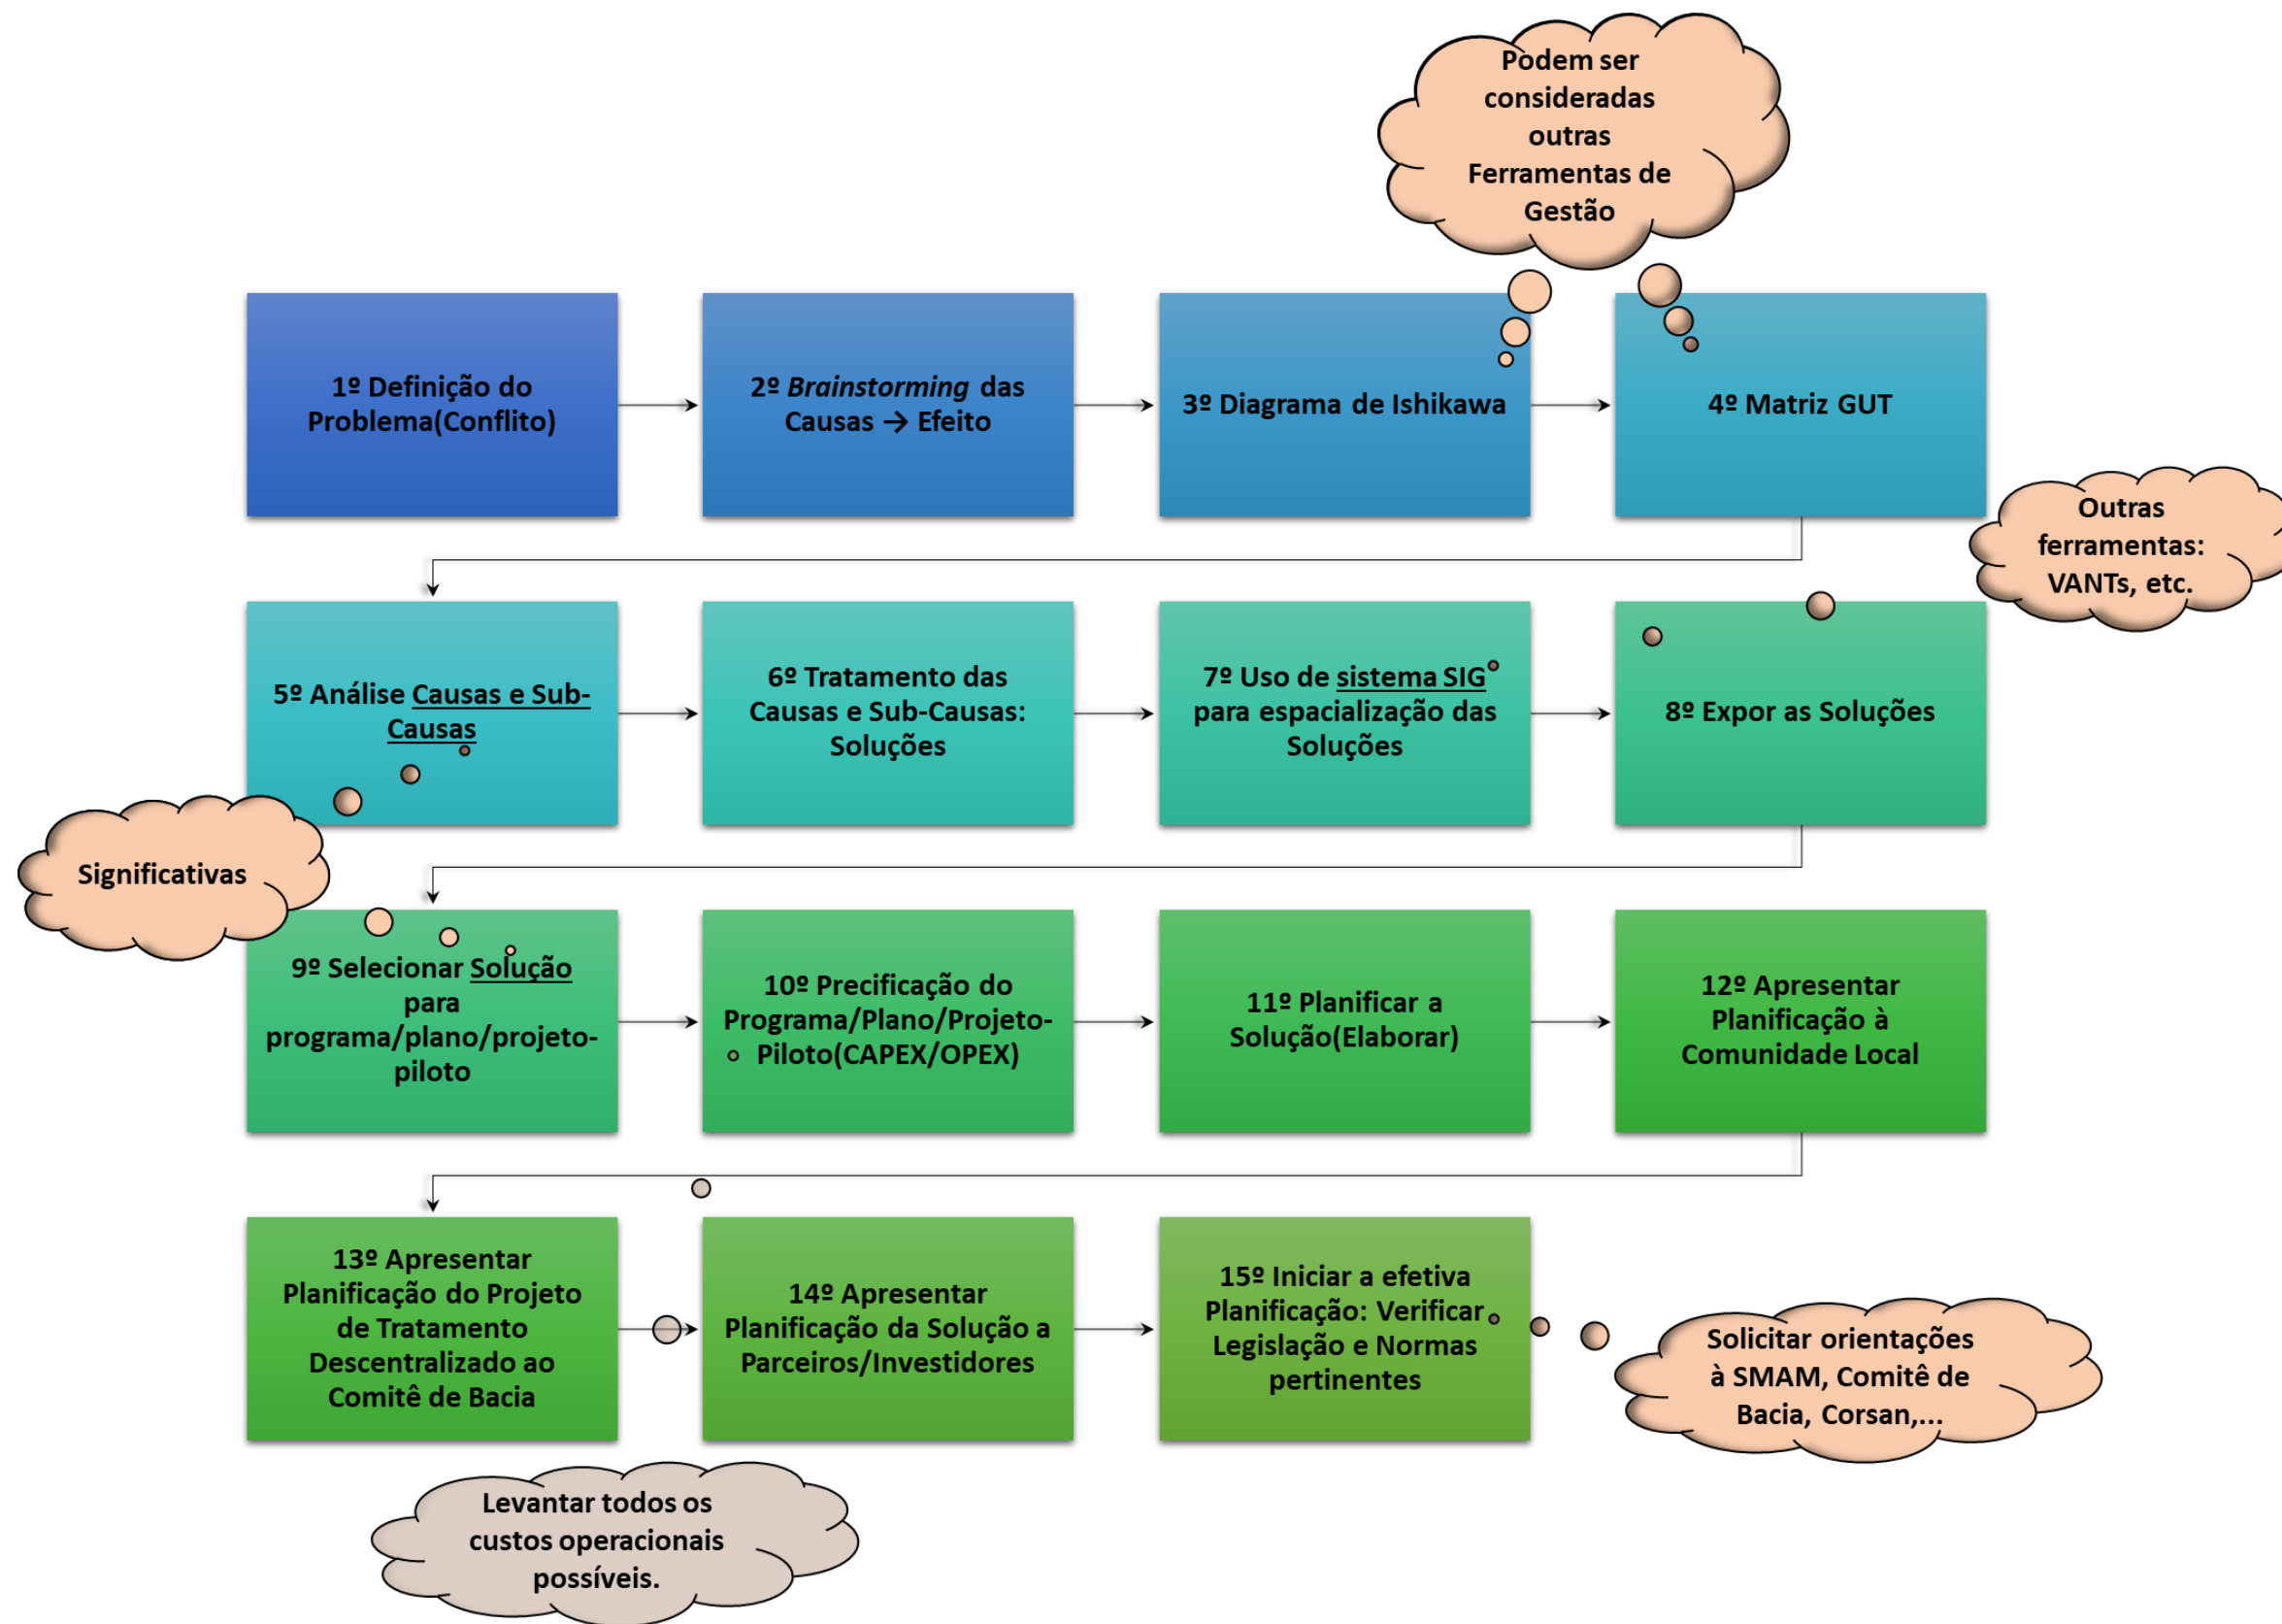 Podem ser
consideradas
outras
Ferramentas de
Gestão
1º Definição do
Problema(Conflito)
2º Brainstorming das
Causas → Efeito
3º Diagrama de Ishikawa
4º Matriz GUT
Outras
ferramentas:
VANTs, etc.
5º Análise Causas e Sub-
Causas
6º Tratamento das
Causas e Sub-Causas:
Soluções
7º Uso de sistema SIG
para espacialização das
Soluções
8º Expor as Soluções
Significativas
9º Selecionar Solução
para
programa/plano/projeto-
piloto
10º Precificação do
Programa/Plano/Projeto-
Piloto(CAPEX/OPEX)
11º Planificar a
Solução(Elaborar)
12º Apresentar
Planificação à
Comunidade Local
13º Apresentar
Planificação do Projeto
de Tratamento
Descentralizado ao
Comitê de Bacia
14º Apresentar
Planificação da Solução a
Parceiros/Investidores
15º Iniciar a efetiva
Planificação: Verificar
Legislação e Normas
pertinentes
Solicitar orientações
à SMAM, Comitê de
Bacia, Corsan,...
Levantar todos os
custos operacionais
possíveis.